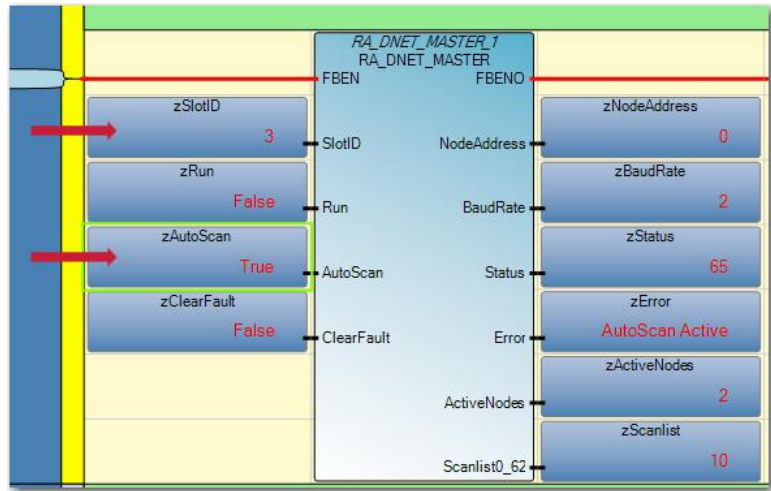 RA_DNET_MASTER_1
RA_DNET_MASTER
FBEN FBENO
zSlotID
3
SlotID
zRun
False
Run
zAutoScan
True
AutoScan
zClearFault
False
ClearFault
NodeAddress
zNodeAddress
0
BaudRate
zBaudRate
2
Status
zStatus
65
Error
zError
AutoScan Active
ActiveNodes
zActiveNodes
2
Scanlist0_62
zScanlist
10